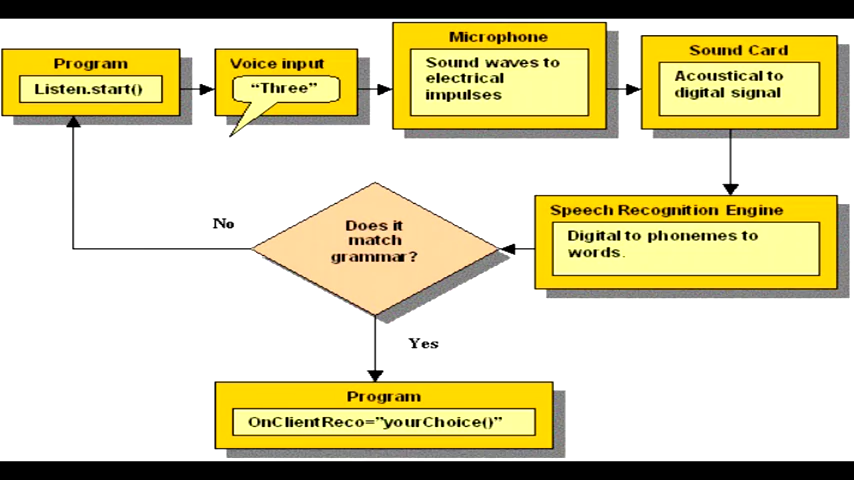 Program
Listen.start()
Voice input
“Three”
Microphone
Sound waves to
electrical
impulses
Sound Card
Acoustical to
digital signal
Speech Recognition Engine
Digital to phonemes to
words.
Does it
match
grammar?
No
Yes
Program
OnClientReco=”yourChoice()”